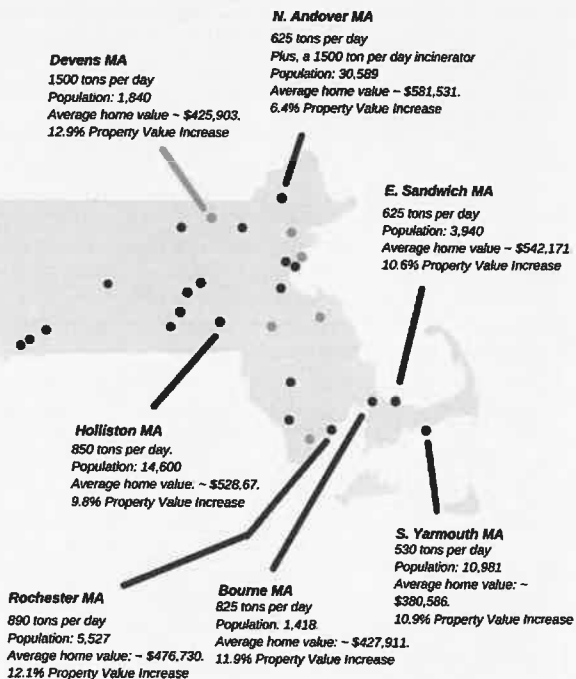 N. Andover MA
625 tons per day
Plus, a 1500 ton per day incinerator
Population: 30,589
Average home value ~ $581,531.
6.4% Property Value Increase
Devens MA
1500 tons per day
Population: 1,840
Average home value ~ $425,903.
12.9% Property Value Increase
E. Sandwich MA
625 tons per day
Population: 3,940
Average home value ~ $542,171
10.6% Property Value Increase
Holliston MA
850 tons per day.
Population: 14,600
Average home value: ~ $528.67.
9.8% Property Value Increase
S. Yarmouth MA
530 tons per day
Population: 10,981
Average home value: ~
$380,586.
10.9% Property Value Increase
Rochester MA
890 tons per day
Population: 5,527
Average home value: ~ $476,730.
12.1% Property Value Increase
Bourne MA
825 tons per day
Population. 1,418.
Average home value: ~ $427,911.
11.9% Property Value Increase